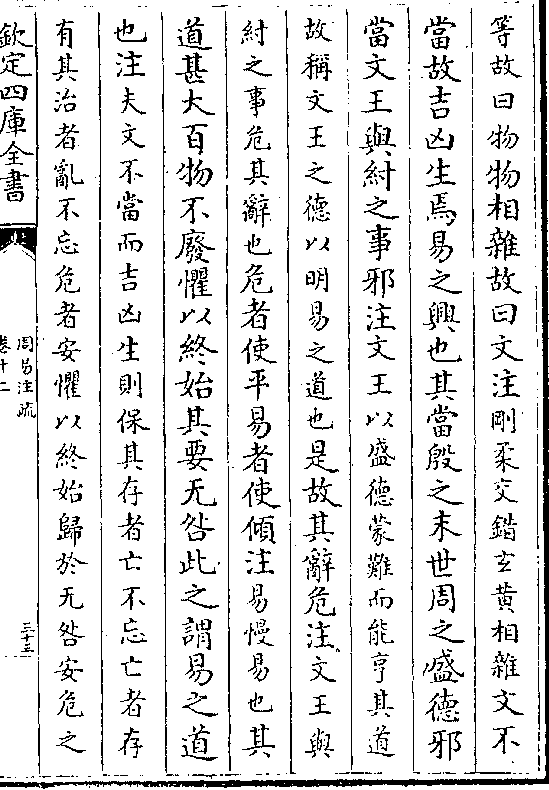 等故曰物物相雜故曰文注剛柔交錯玄黄相雜文不
當故吉凶生焉易之興也其當殷之末世周之盛德邪
當文王與紂之事邪注文王以盛德蒙難而能亨其道
故稱文王之德以明易之道也是故其辭危注文王與
紂之事危其辭也危者使平易者使傾注易慢易也其
道甚大百物不廢懼以終始其要无咎此之謂易之道
也注夫文不當而吉凶生則保其存者亡不忘亡者存
有其治者亂不忘危者安懼以終始歸於无咎安危之
欽定四庫全書
周易注疏
卷十二
三十三